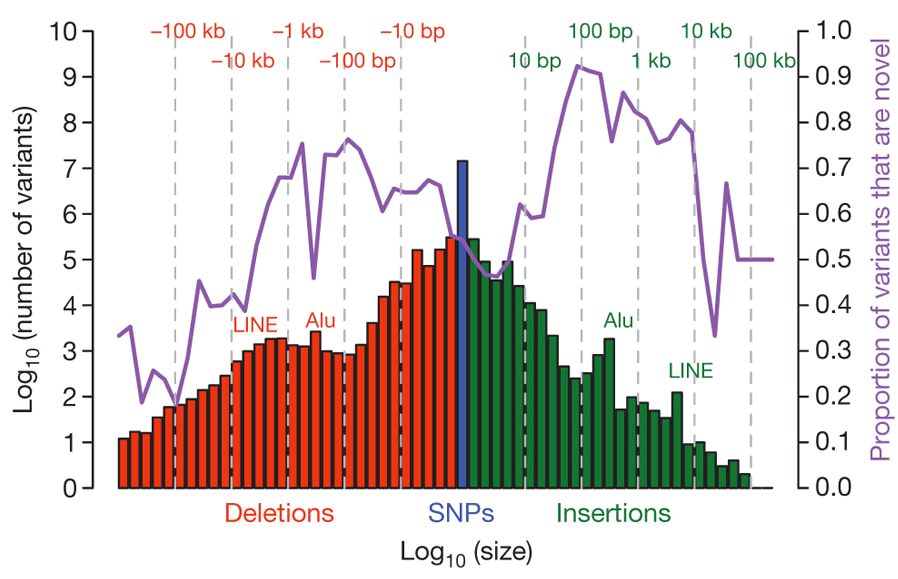 −100 kb −1 kb −10 bp 100 bp 10 kb
−10 kb −100 bp 10 bp 1 kb 100 kb
10
9
8
7
6
5
4
3
2
1
0
Log10 (number of variants)
1.0
0.9
0.8
0.7
0.6
0.5
0.4
0.3
0.2
0.1
0.0
Proportion of variants that are novel
LINE Alu Alu
LINE
Deletions SNPs Insertions
Log10 (size)